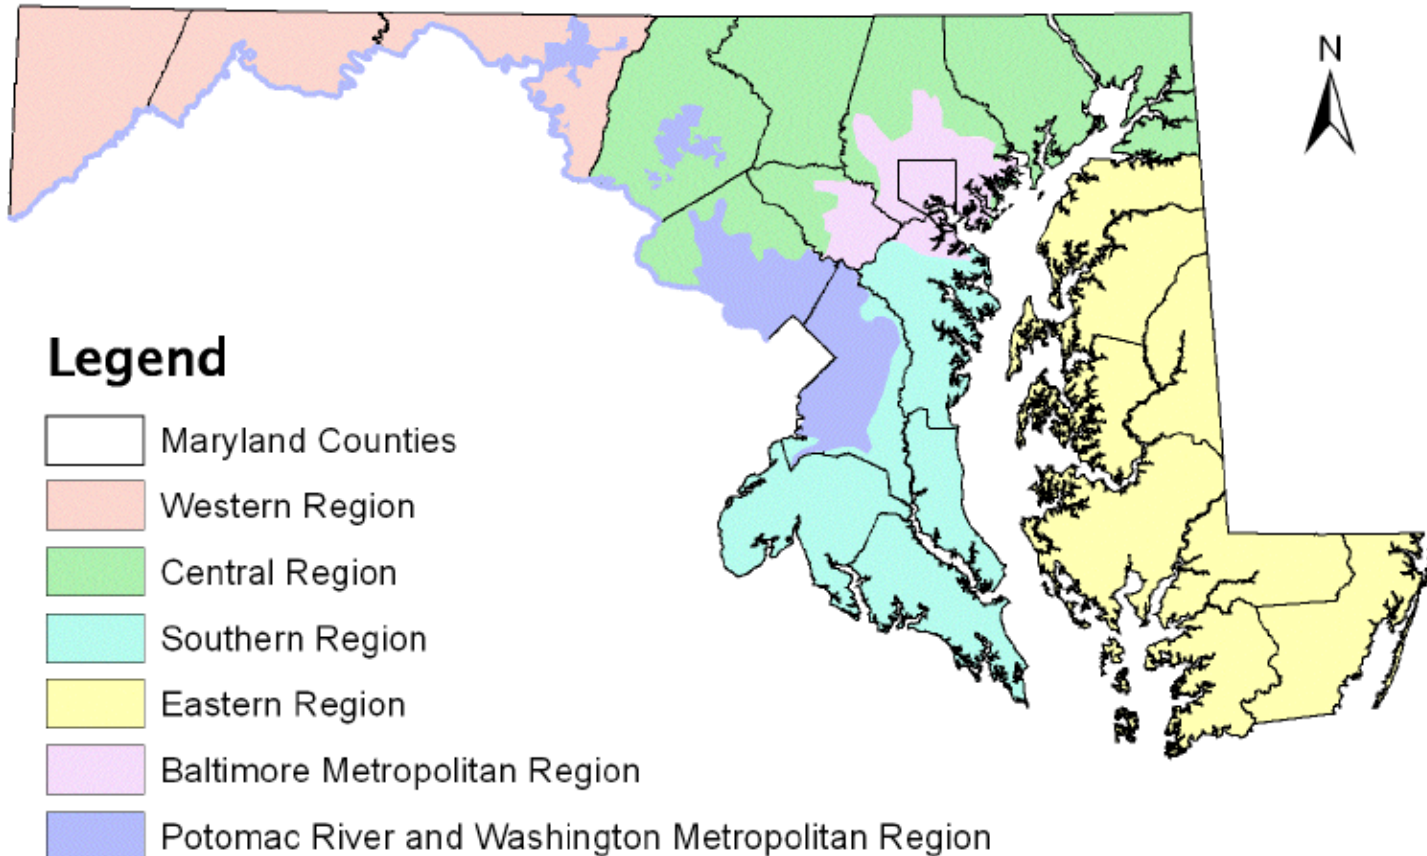 N
Legend
Maryland Counties
Western Region
Central Region
Southern Region
Eastern Region
Baltimore Metropolitan Region
Potomac River and Washington Metropolitan Region